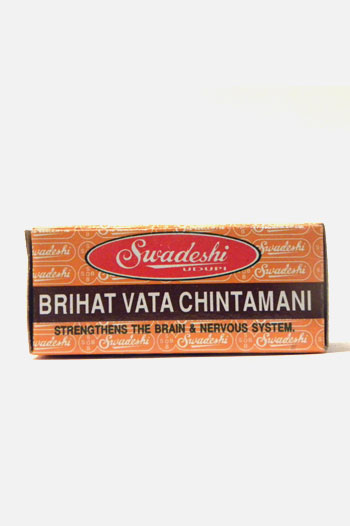 Swadeshi
UDUPI
BRIHAT VATA CHINTAMANI
STRENGTHENS THE BRAIN & NERVOUS SYSTEM.